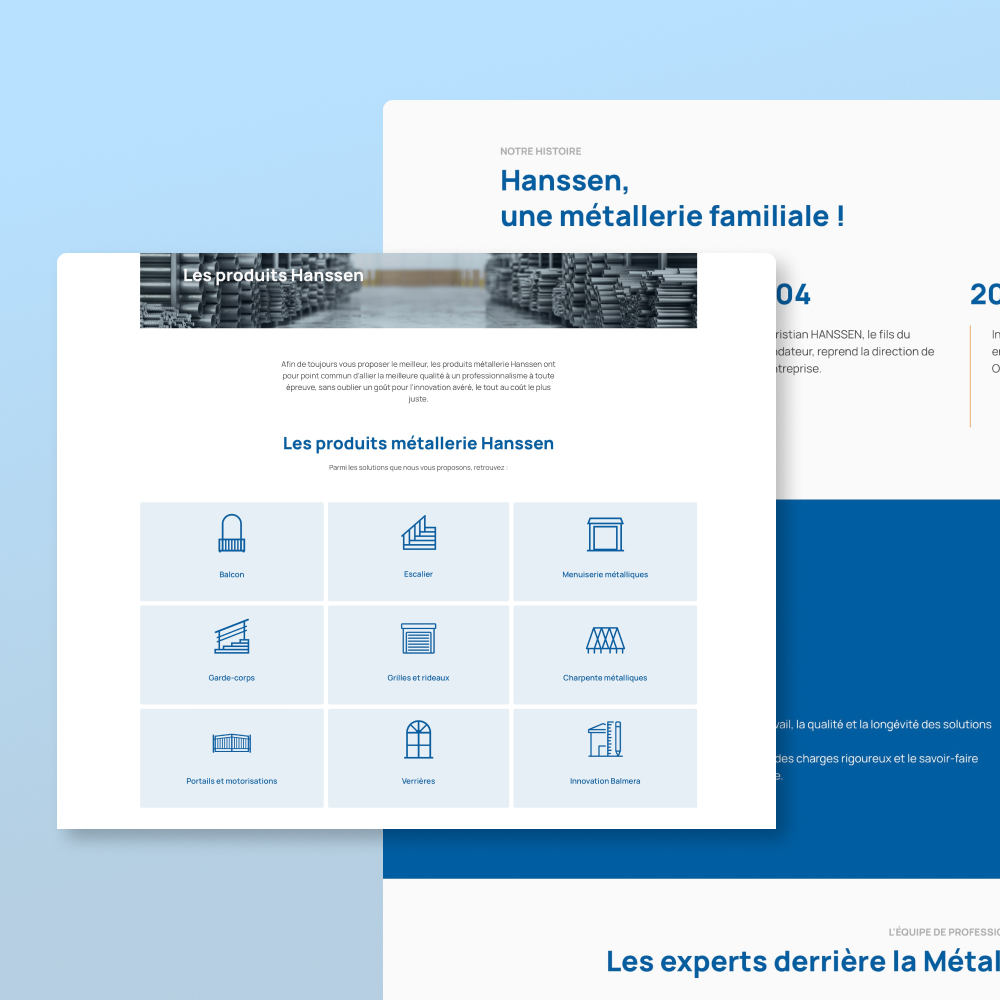 NOTRE HISTOIRE
Hanssen,
une métallerie familiale !
04
20
ristian HANSSEN, le fils du
ndateur, reprend la direction de
ntreprise.
In
Les produits Hanssen
Afin de toujours vous proposer le meilleur, les produits métallerie Hanssen ont
pour point commun d'allier la meilleure qualité à un professionnalisme à toute
épreuve, sans oublier un goût pour l'innovation avéré, le tout au coût le plus
juste.
Les produits métallerie Hanssen
Parmi les solutions que nous vous proposons, retrouvez :
Balcon
Escalier
Menuiserie métalliques
Garde-corps
Grilles et rideaux
Charpente métalliques
Portails et motorisations
Verrières
Innovation Balmera
vail, la qualité et la longévité des solutions
des charges rigoureux et le savoir-faire
e.
L'ÉQUIPE DE PROFESSIO
Les experts derrière la Métal